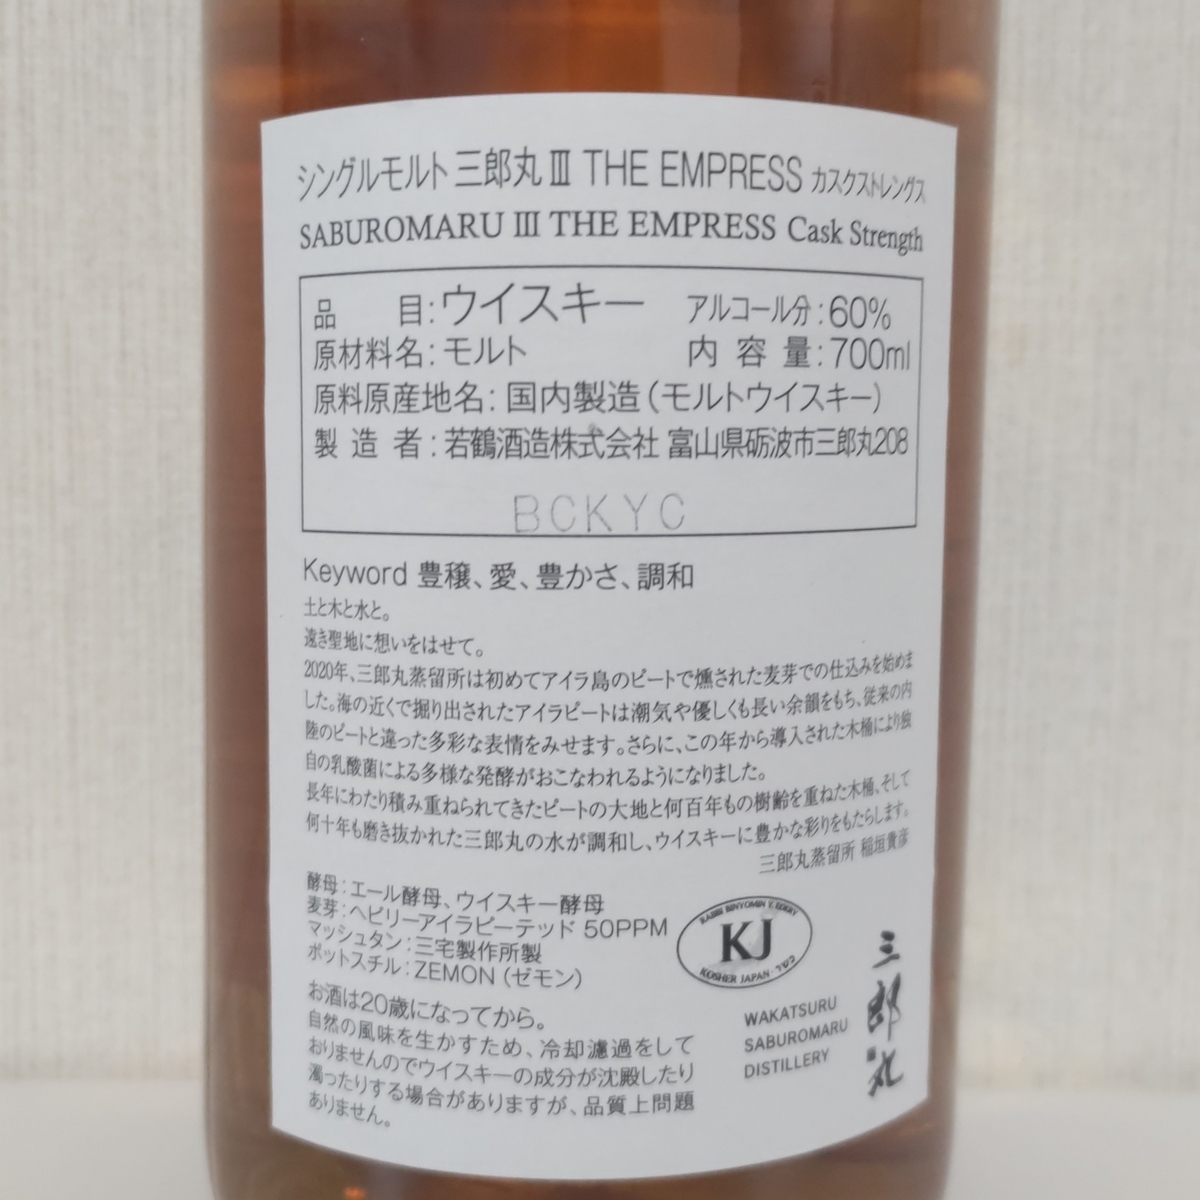 シングルモルト 三郎丸 Ⅲ THE EMPRESS カスクストレングス
SABUROMARU Ⅲ THE EMPRESS Cask Strength
品 目:ウイスキー アルコール分:60%
原材料名:モルト 内容量:700ml
原料原産地名:国内製造(モルトウイスキー)
製造者:若鶴酒造株式会社 富山県砺波市三郎丸208
BCKYC
Keyword 豊穣、愛、豊かさ、調和
土と木と水と。
遠き聖地に想いをはせて。
2020年、三郎丸蒸留所は初めてアイラ島のピートで燻された麦芽での仕込みを始めま
した。海の近くで掘り出されたアイラピートは潮気や優しくも長い余韻をもち、従来の内
陸のピートと違った多彩な表情をみせます。さらに、この年から導入された木桶により独
自の乳酸菌による多様な発酵がおこなわれるようになりました。
長年にわたり積み重ねられてきたピートの大地と何百年もの樹齢を重ねた木桶、そして
何十年も磨き抜かれた三郎丸の水が調和し、ウイスキーに豊かな彩りをもたらします。
三郎丸蒸留所 稲垣貴彦
酵母:エール酵母、ウイスキー酵母
麦芽:ヘビリーアイラピーテッド 50PPM
マッシュタン:三宅製作所製
ポットスチル:ZEMON(ゼモン)
RABBI BINYOMIN Y. EDERY
KJ
KOSHER JAPAN・כשר
お酒は20歳になってから。
自然の風味を生かすため、冷却濾過をして
おりませんのでウイスキーの成分が沈殿したり
濁ったりする場合がありますが、品質上問題
ありません。
WAKATSURU
SABUROMARU
DISTILLERY
三郎丸